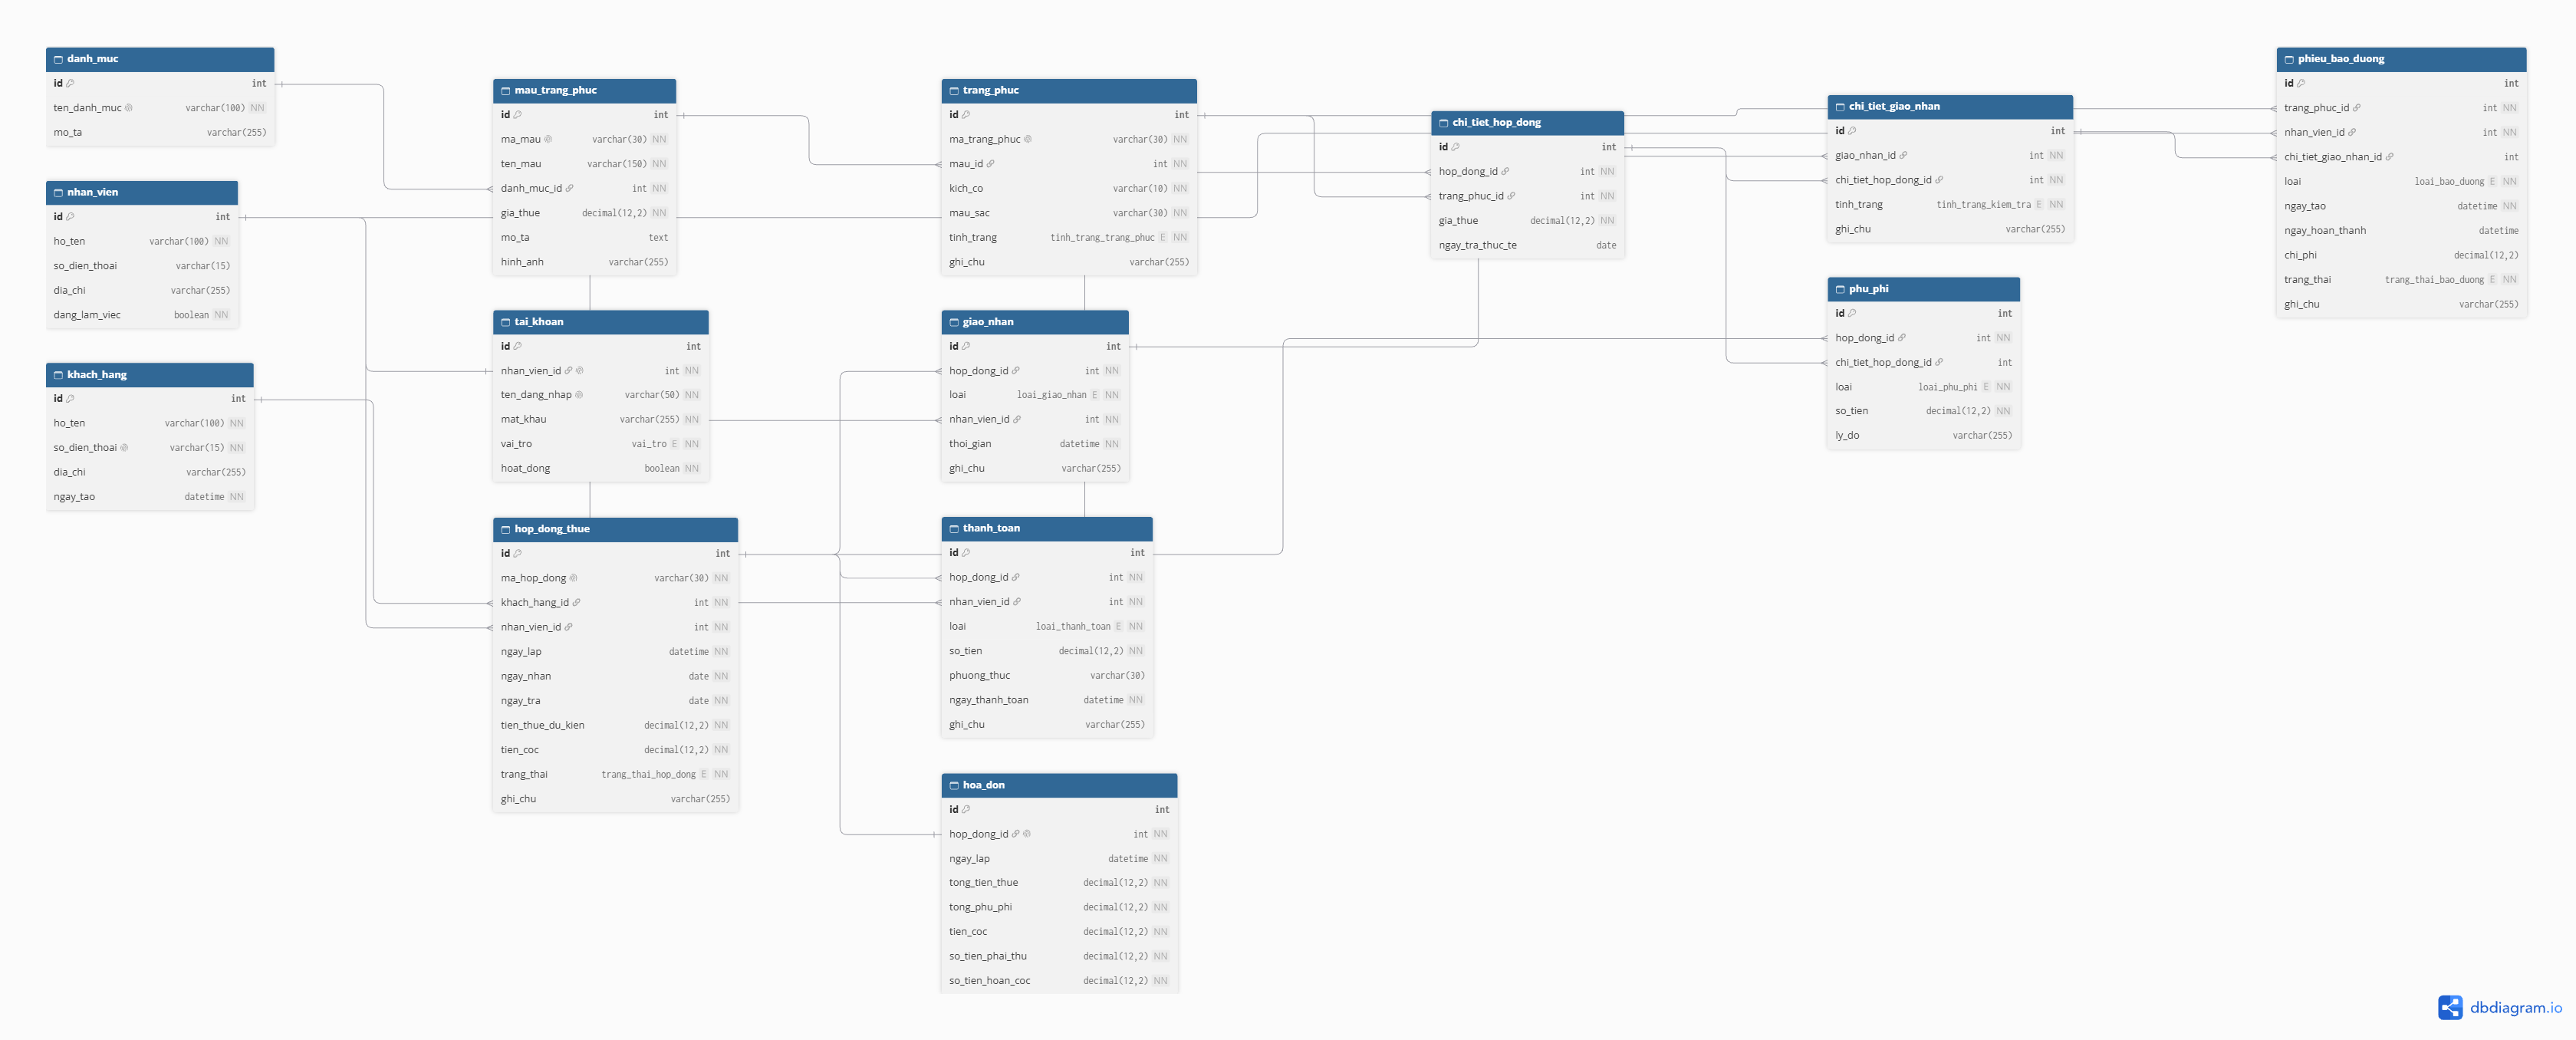 danh_muc
id int
ten_danh_muc varchar(100) NN
mo_ta varchar(255)
nhan_vien
id int
ho_ten varchar(100) NN
so_dien_thoai varchar(15)
dia_chi varchar(255)
dang_lam_viec boolean NN
khach_hang
id int
ho_ten varchar(100) NN
so_dien_thoai varchar(15) NN
dia_chi varchar(255)
ngay_tao datetime NN
mau_trang_phuc
id int
ma_mau varchar(30) NN
ten_mau varchar(150) NN
danh_muc_id int NN
gia_thue decimal(12,2) NN
mo_ta text
hinh_anh varchar(255)
tai_khoan
id int
nhan_vien_id int NN
ten_dang_nhap varchar(50) NN
mat_khau varchar(255) NN
vai_tro vai_tro E NN
hoat_dong boolean NN
hop_dong_thue
id int
ma_hop_dong varchar(30) NN
khach_hang_id int NN
nhan_vien_id int NN
ngay_lap datetime NN
ngay_nhan date NN
ngay_tra date NN
tien_thue_du_kien decimal(12,2) NN
tien_coc decimal(12,2) NN
trang_thai trang_thai_hop_dong E NN
ghi_chu varchar(255)
trang_phuc
id int
ma_trang_phuc varchar(30) NN
mau_id int NN
kich_co varchar(10) NN
mau_sac varchar(30) NN
tinh_trang tinh_trang_trang_phuc E NN
ghi_chu varchar(255)
giao_nhan
id int
hop_dong_id int NN
loai loai_giao_nhan E NN
nhan_vien_id int NN
thoi_gian datetime NN
ghi_chu varchar(255)
thanh_toan
id int
hop_dong_id int NN
nhan_vien_id int NN
loai loai_thanh_toan E NN
so_tien decimal(12,2) NN
phuong_thuc varchar(30)
ngay_thanh_toan datetime NN
ghi_chu varchar(255)
hoa_don
id int
hop_dong_id int NN
ngay_lap datetime NN
tong_tien_thue decimal(12,2) NN
tong_phu_phi decimal(12,2) NN
tien_coc decimal(12,2) NN
so_tien_phai_thu decimal(12,2) NN
so_tien_hoan_coc decimal(12,2) NN
chi_tiet_hop_dong
id int
hop_dong_id int NN
trang_phuc_id int NN
gia_thue decimal(12,2) NN
ngay_tra_thuc_te date
chi_tiet_giao_nhan
id int
giao_nhan_id int NN
chi_tiet_hop_dong_id int NN
tinh_trang tinh_trang_kiem_tra E NN
ghi_chu varchar(255)
phu_phi
id int
hop_dong_id int NN
chi_tiet_hop_dong_id int
loai loai_phu_phi E NN
so_tien decimal(12,2) NN
ly_do varchar(255)
phieu_bao_duong
id int
trang_phuc_id int NN
nhan_vien_id int NN
chi_tiet_giao_nhan_id int
loai loai_bao_duong E NN
ngay_tao datetime NN
ngay_hoan_thanh datetime
chi_phi decimal(12,2)
trang_thai trang_thai_bao_duong E NN
ghi_chu varchar(255)
dbdiagram.io